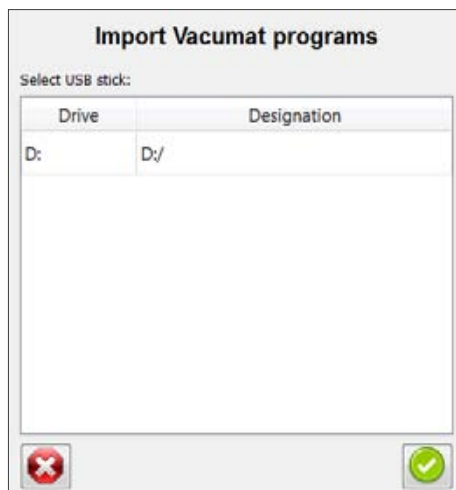 Import Vacumat programs
Select USB stick:
Drive Designation
D: D:/